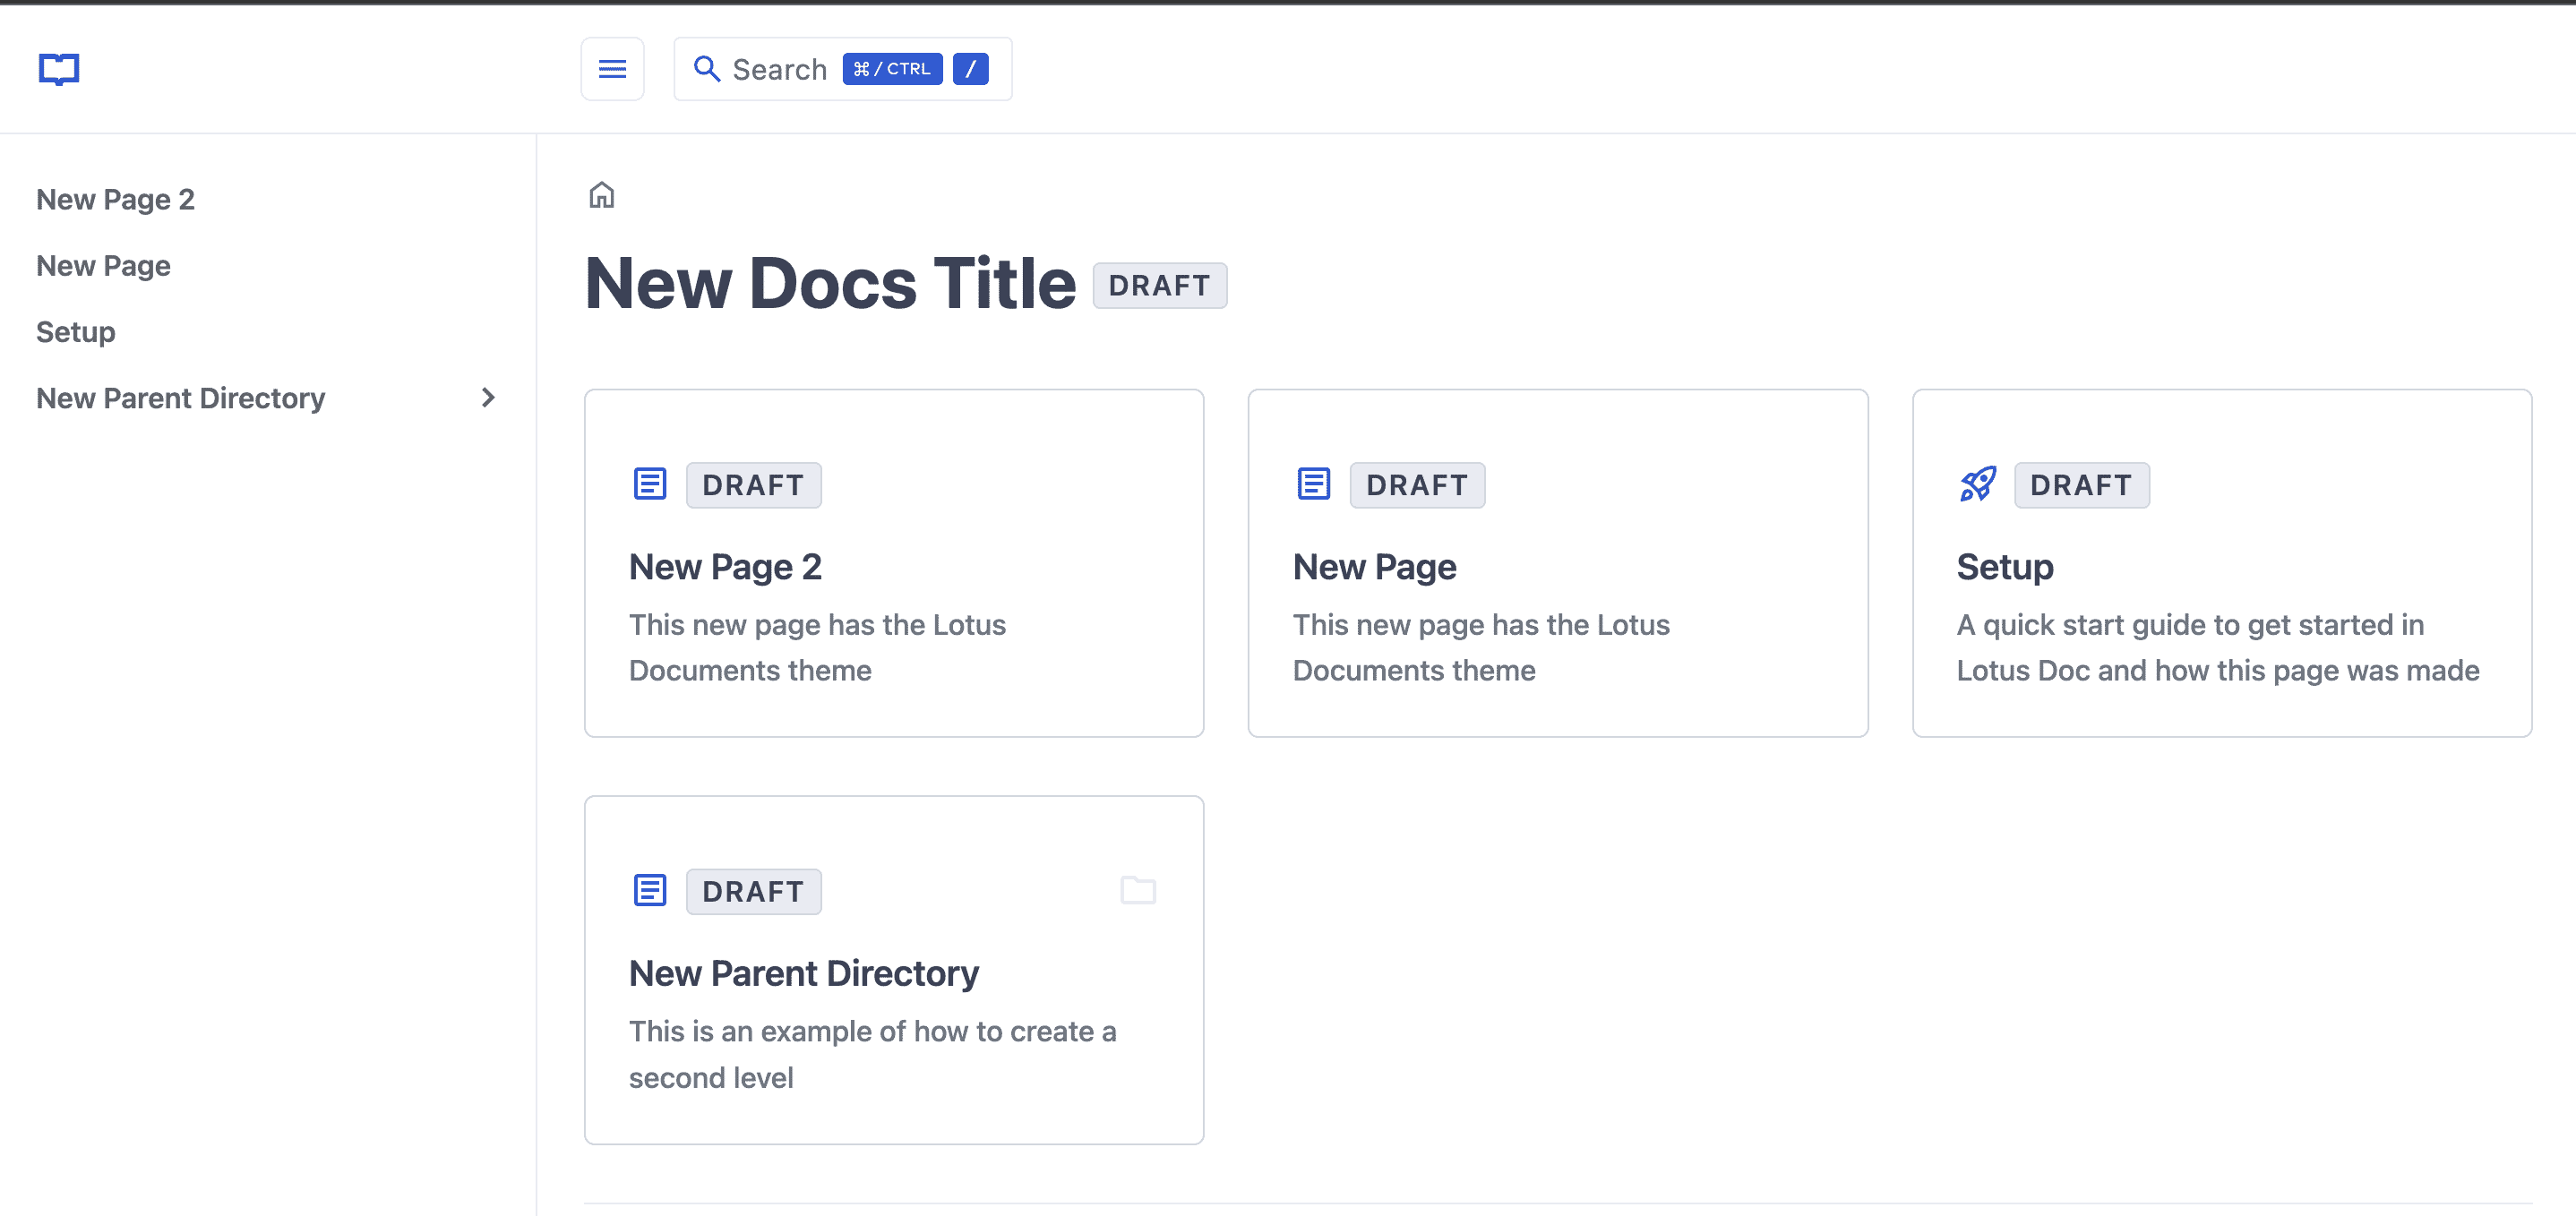 Search ⌘ / CTRL /
New Page 2
New Page
Setup
New Parent Directory
New Docs Title DRAFT
DRAFT
New Page 2
This new page has the Lotus
Documents theme
DRAFT
New Page
This new page has the Lotus
Documents theme
DRAFT
Setup
A quick start guide to get started in
Lotus Doc and how this page was made
DRAFT
New Parent Directory
This is an example of how to create a
second level